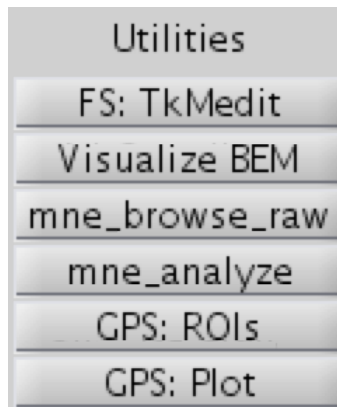 Utilities
FS: TkMedit
Visualize BEM
mne_browse_raw
mne_analyze
GPS: ROIs
GPS: Plot